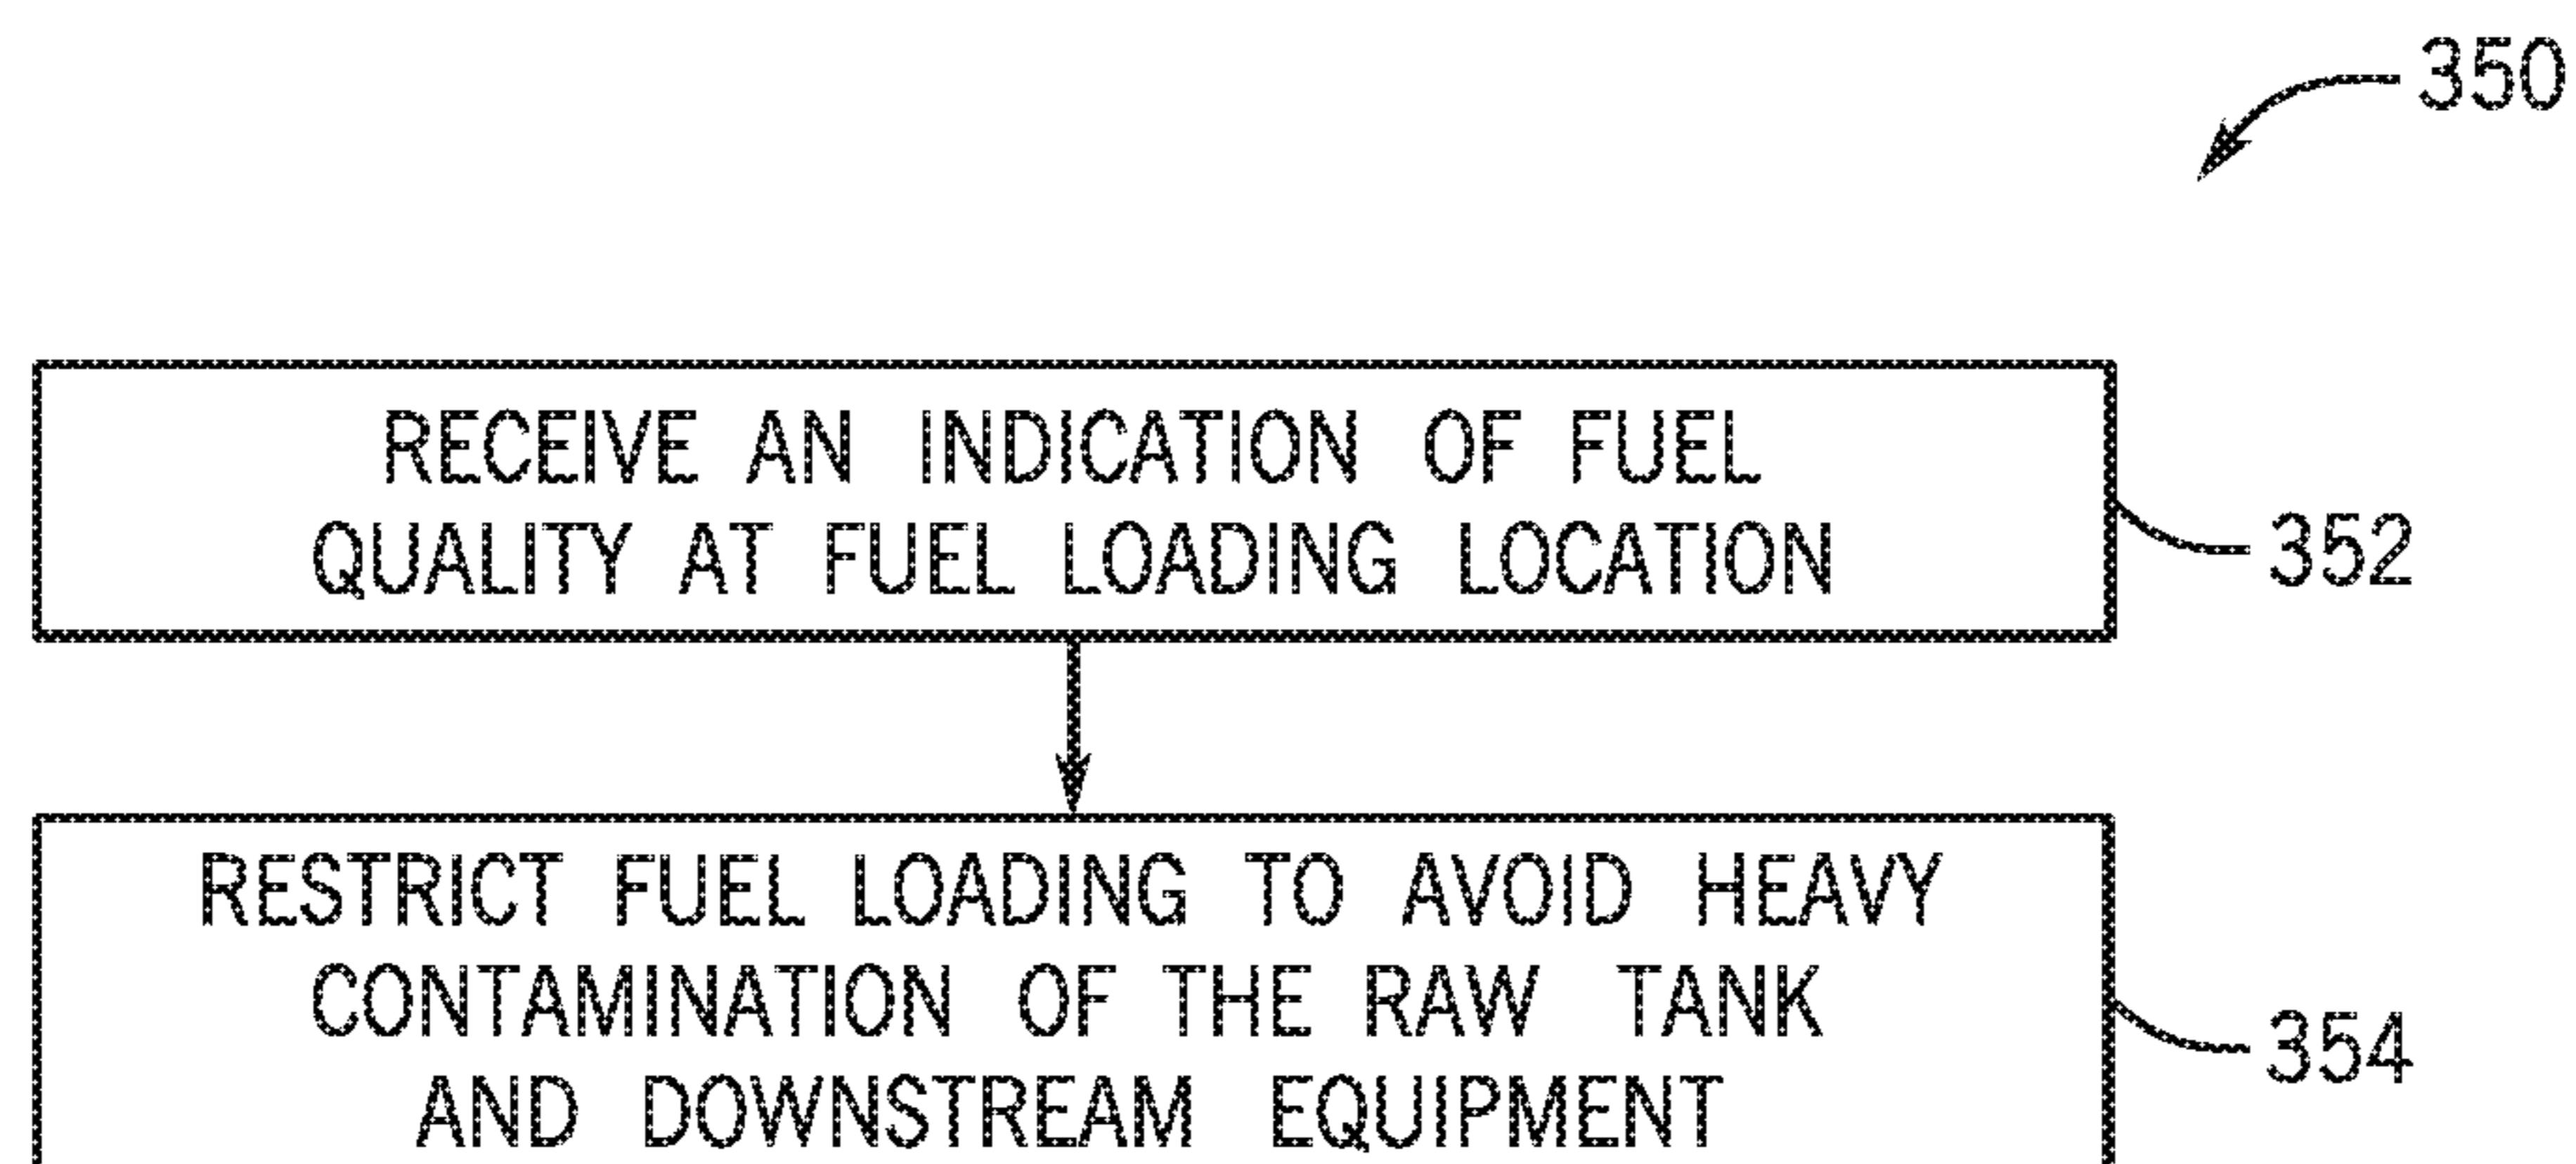 350
RECEIVE AN INDICATION OF FUEL
QUALITY AT FUEL LOADING LOCATION
352
RESTRICT FUEL LOADING TO AVOID HEAVY
CONTAMINATION OF THE RAW TANK
AND DOWNSTREAM EQUIPMENT
354